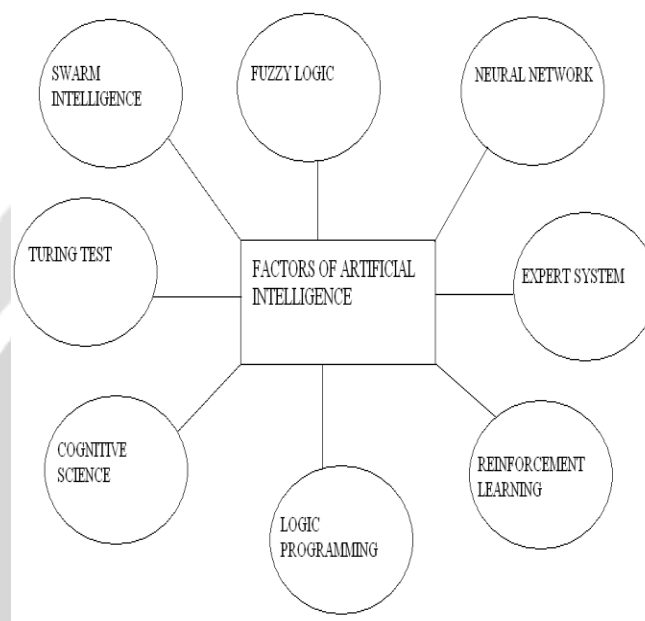 SWARM
INTELLIGENCE
FUZZY LOGIC
NEURAL NETWORK
TURING TEST
FACTORS OF ARTIFICIAL
INTELLIGENCE
EXPERT SYSTEM
COGNITIVE
SCIENCE
LOGIC
PROGRAMMING
REINFORCEMENT
LEARNING